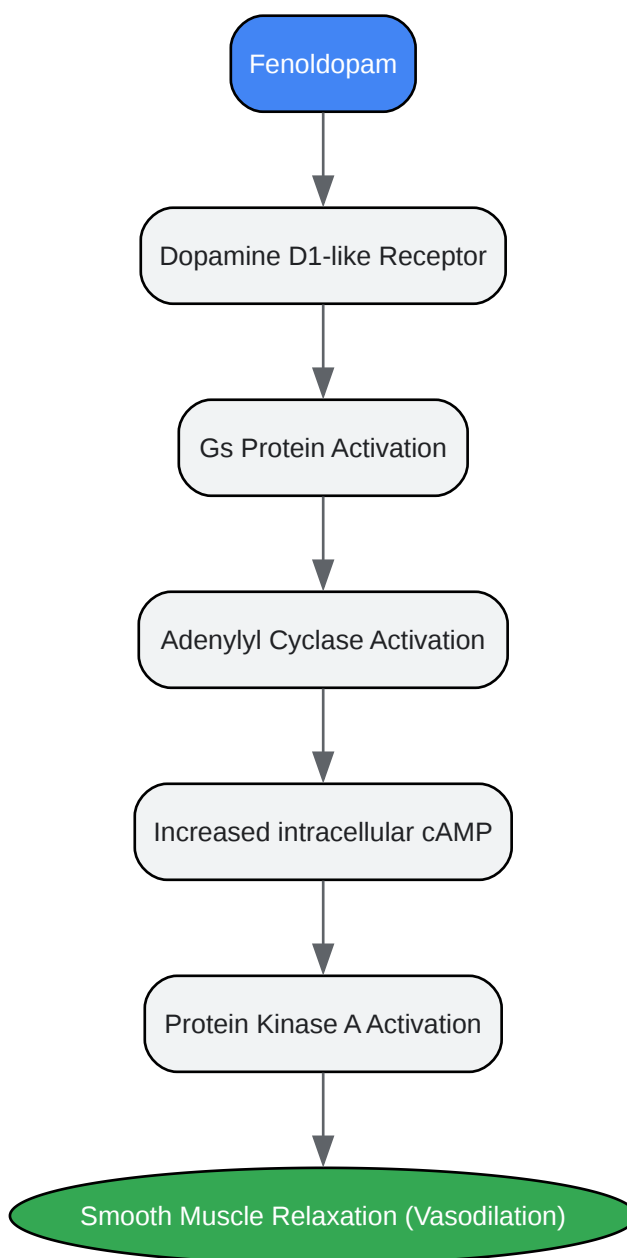 Fenoldopam
Dopamine D1-like Receptor
Gs Protein Activation
Adenylyl Cyclase Activation
Increased intracellular cAMP
Protein Kinase A Activation
Smooth Muscle Relaxation (Vasodilation)